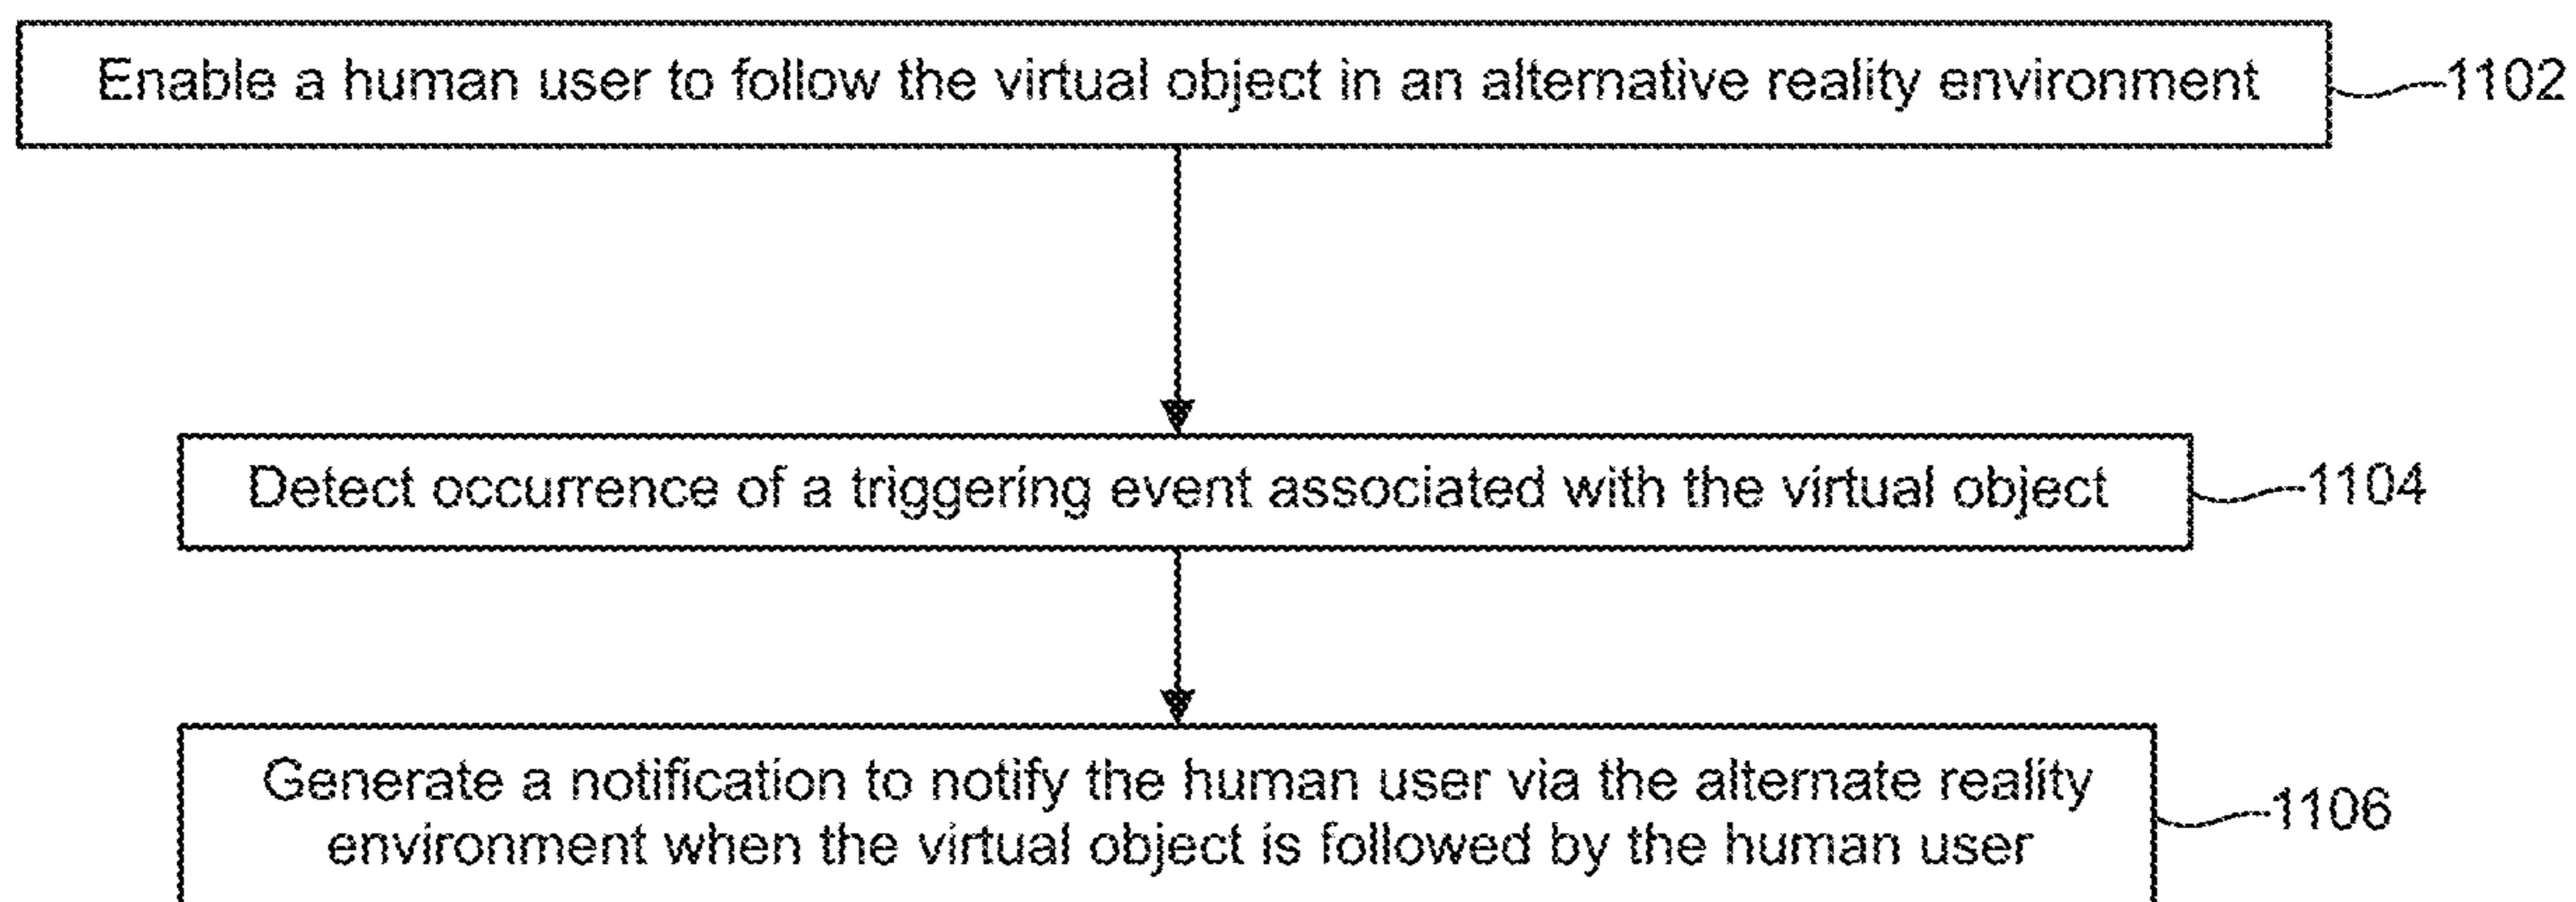 Enable a human user to follow the virtual object in an alternative reality environment
1102
Detect occurrence of a triggering event associated with the virtual object
1104
Generate a notification to notify the human user via the alternate reality
environment when the virtual object is followed by the human user
1106